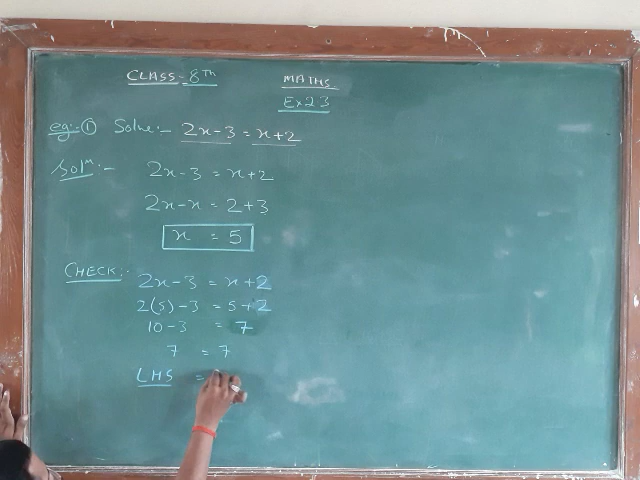 CLASS:- 8th MATHS
Ex 2.3
eg:- ① Solve:- 2x-3 = x+2
Solⁿ:- 2x-3 = x+2
2x-x = 2+3
x = 5
CHECK:- 2x-3 = x+2
2(5)-3 = 5+2
10-3 = 7
7 = 7
LHS =